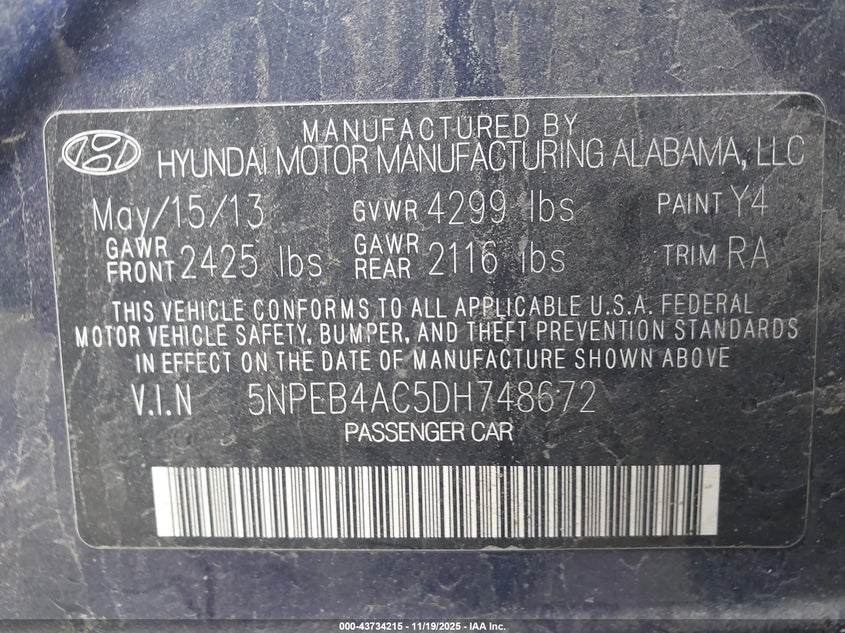 MANUFACTURED BY
HYUNDAI MOTOR MANUFACTURING ALABAMA, LLC
May/15/13 GVWR 4299 lbs PAINT Y4
GAWR FRONT 2425 lbs GAWR REAR 2116 lbs TRIM RA
THIS VEHICLE CONFORMS TO ALL APPLICABLE U.S.A. FEDERAL
MOTOR VEHICLE SAFETY, BUMPER, AND THEFT PREVENTION STANDARDS
IN EFFECT ON THE DATE OF MANUFACTURE SHOWN ABOVE
V.I.N 5NPEB4AC5DH748672
PASSENGER CAR
000-43734215 - 11/19/2025 - IAA Inc.